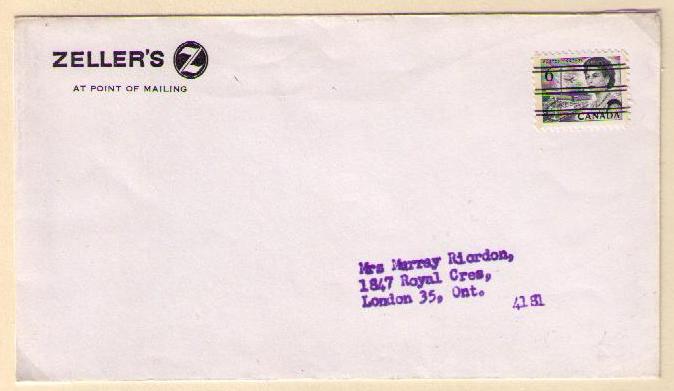 ZELLER'S Z
AT POINT OF MAILING
6
CANADA
Mrs Murray Riordon,
1847 Royal Cres,
London 35, Ont.
4181